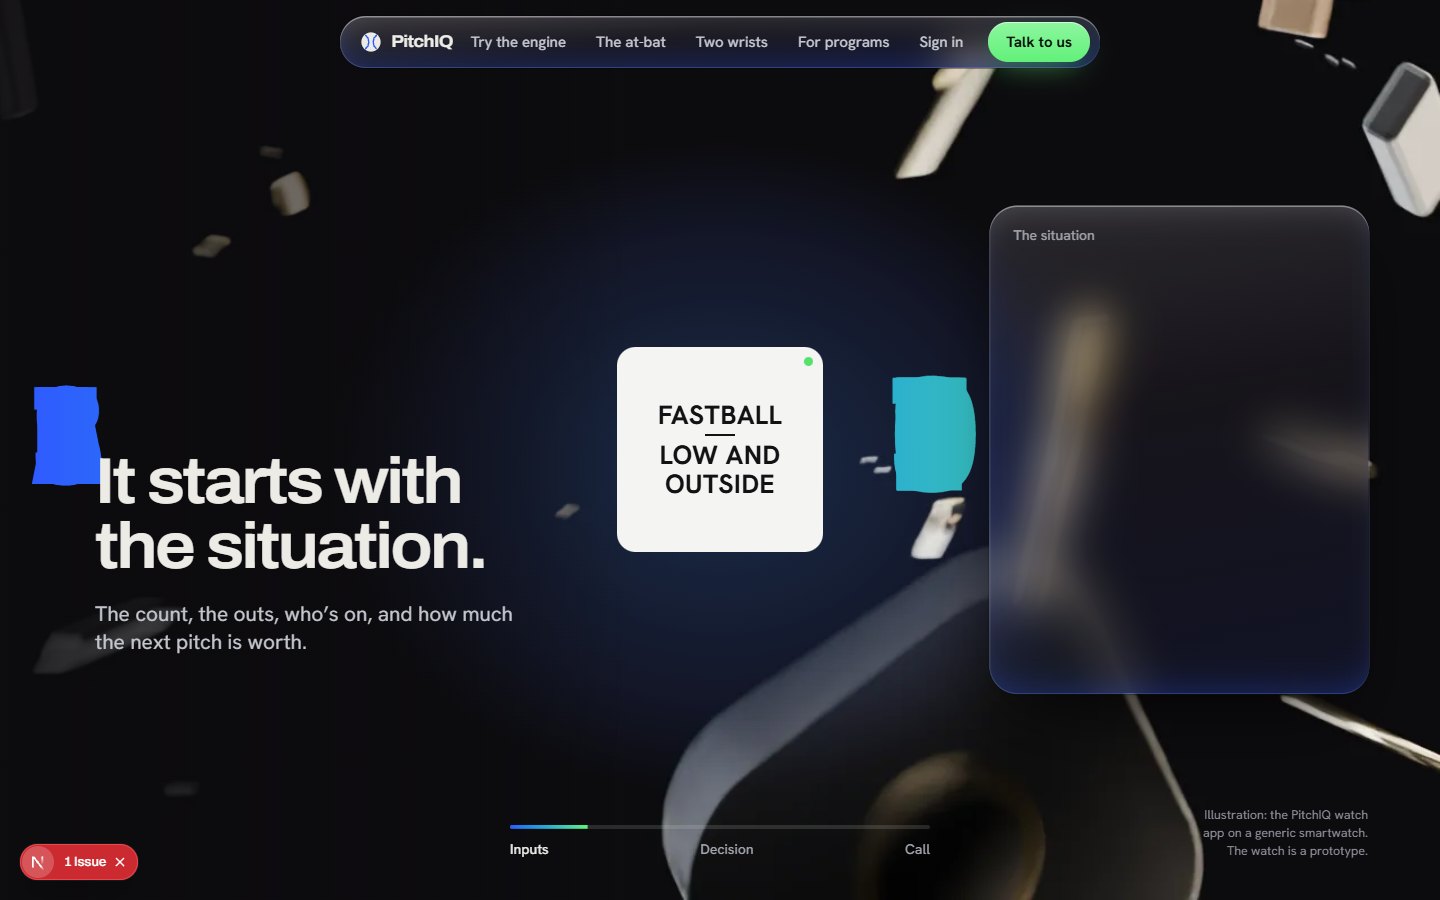 PitchIQ
Try the engine
The at-bat
Two wrists
For programs
Sign in
Talk to us
The situation
FASTBALL
LOW AND
OUTSIDE
It starts with
the situation.
The count, the outs, who’s on, and how much
the next pitch is worth.
Inputs
Decision
Call
Illustration: the PitchIQ watch
app on a generic smartwatch.
The watch is a prototype.
N
1 Issue